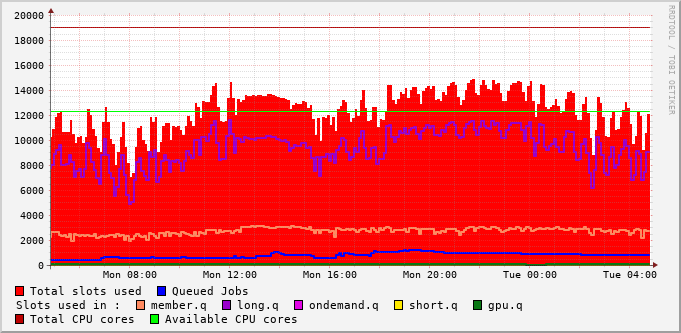 20000
18000
16000
14000
12000
10000
8000
6000
4000
2000
0
Mon 08:00 Mon 12:00 Mon 16:00 Mon 20:00 Tue 00:00 Tue 04:00
RRDTOOL / TOBI OETIKER
Total slots used Queued Jobs
Slots used in : member.q long.q ondemand.q short.q gpu.q
Total CPU cores Available CPU cores